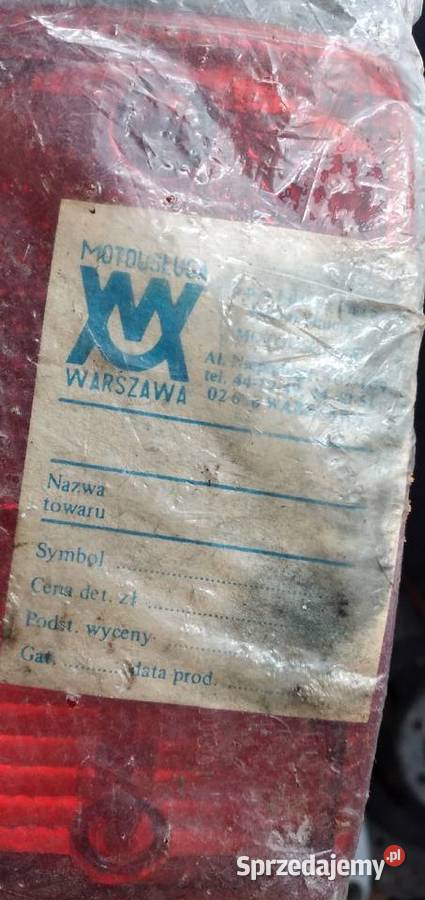 MOTOUSŁUGA
WARSZAWA
Al.
tel.
Nazwa
towaru
Symbol ..............................
Cena det. zł ..............................
Podst. wyceny ..............................
Gat. .......... data prod. ..............
Sprzedajemy.pl